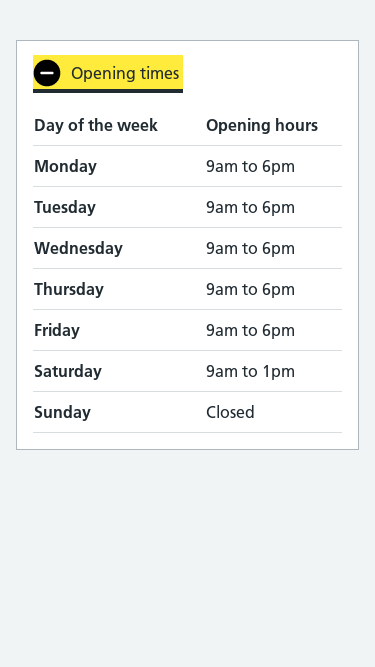 Opening times
Day of the week Opening hours
Monday 9am to 6pm
Tuesday 9am to 6pm
Wednesday 9am to 6pm
Thursday 9am to 6pm
Friday 9am to 6pm
Saturday 9am to 1pm
Sunday Closed